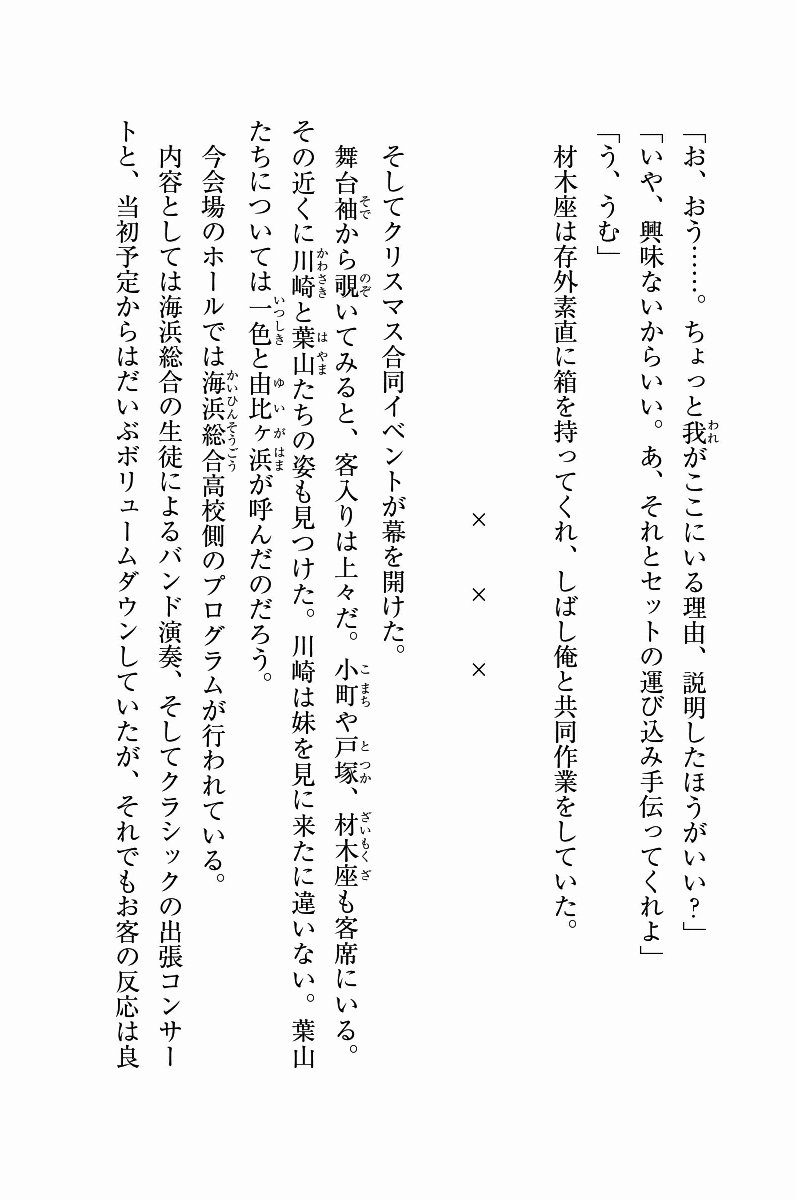 「お、おう……。ちょっと我がここにいる理由、説明したほうがいい？」
「いや、興味ないからいい。あ、それとセットの運び込み手伝ってくれよ」
「う、うむ」
材木座は存外素直に箱を持ってくれ、しばし俺と共同作業をしていた。
× × ×
そしてクリスマス合同イベントが幕を開けた。
舞台袖から覗いてみると、客入りは上々だ。小町や戸塚、材木座も客席にいる。
その近くに川崎と葉山たちの姿も見つけた。川崎は妹を見に来たに違いない。葉山
たちについては一色と由比ヶ浜が呼んだのだろう。
今会場のホールでは海浜総合高校側のプログラムが行われている。
内容としては海浜総合の生徒によるバンド演奏、そしてクラシックの出張コンサー
トと、当初予定からはだいぶボリュームダウンしていたが、それでもお客の反応は良